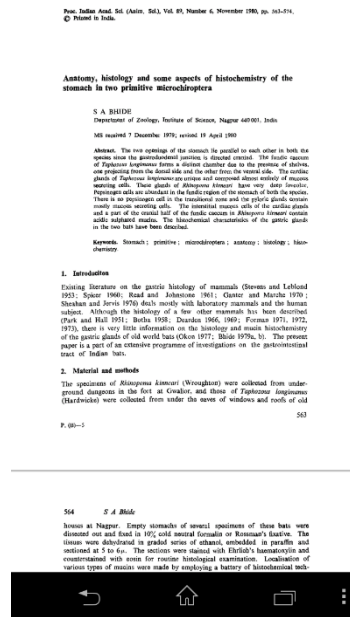 Proc. Indian Acad. Sci. (Anim. Sci.), Vol. 89, Number 6, November 1980, pp. 563-574.
© Printed in India.
Anatomy, histology and some aspects of histochemistry of the
stomach in two primitive microchiroptera
S A BHIDE
Department of Zoology, Institute of Science, Nagpur 440 001, India
MS received 7 December 1979; revised 19 April 1980
Abstract. The two openings of the stomach lie parallel to each other in both the
species since the gastroduodenal junction is directed craniad. The fundic caecum
of Taphozous longimanus forms a distinct chamber due to the presence of shelves,
one projecting from the dorsal side and the other from the ventral side. The cardiac
glands of Taphozous longimanus are unique and composed almost entirely of mucous
secreting cells. These glands of Rhinopoma kinneari have very deep foveolae.
Peptic cells are abundant in the fundic region of the stomach of both the species.
There is no pepsinogen cell in the transitional zone and the pyloric glands contain
mostly mucous secreting cells. The interstitial mucous cells of the cardiac glands
and a part of the cranial half of the fundic caecum in Rhinopoma kinneari contain
acidic sulphated mucins. The histochemical characteristics of the gastric glands
in the two bats have been described.
Keywords. Stomach; primitive; microchiroptera; anatomy; histology; histo-
chemistry.
1. Introduction
Existing literature on the gastric histology of mammals (Stevens and Leblond
1953; Spicer 1960; Read and Johnstone 1961; Ganter and Marche 1970;
Sheahan and Jervis 1976) deals mostly with laboratory mammals and the human
subject. Although the histology of a few other mammals has been described
(Park and Hall 1951; Botha 1958; Dearden 1966, 1969; Forman 1971, 1972,
1973), there is very little information on the histology and mucin histochemistry
of the gastric glands of old world bats (Okon 1977; Bhide 1979a, b). The present
paper is a part of an extensive programme of investigations on the gastrointestinal
tract of Indian bats.
2. Material and methods
The specimens of Rhinopoma kinneari (Wroughton) were collected from under-
ground dungeons in the fort at Gwalior, and those of Taphozous longimanus
(Hardwicke) were collected from under the eaves of windows and roofs of old
563
P. (B)—5
564 S A Bhide
houses at Nagpur. Empty stomachs of several specimens of these bats were
dissected out and fixed in 10% cold neutral formalin or Rossman's fixative. The
tissues were dehydrated in graded series of ethanol, embedded in paraffin and
sectioned at 5 to 6μ. The sections were stained with Ehrlich's haematoxylin and
counterstained with eosin for routine histological examination. Localisation of
various types of mucins were made by employing a battery of histochemical tech-